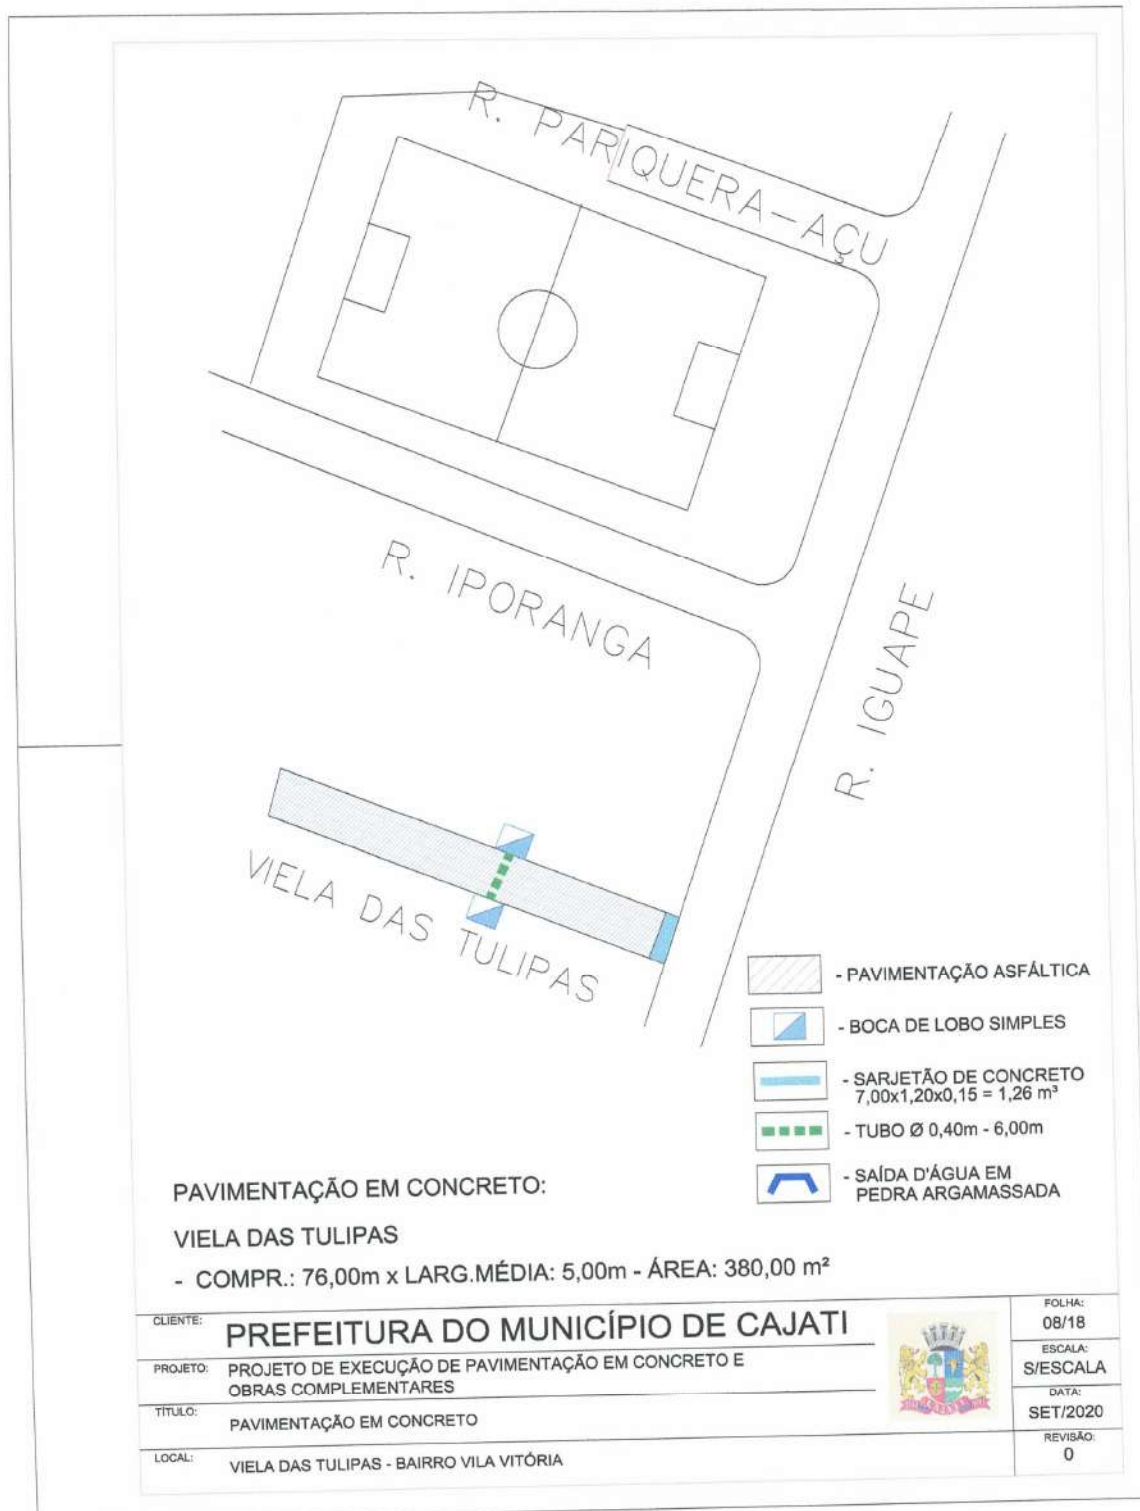 R. PARIQUERA-AÇU
R. IPORANGA
R. IGUAPE
VIELA DAS TULIPAS
- PAVIMENTAÇÃO ASFÁLTICA
- BOCA DE LOBO SIMPLES
- SARJETÃO DE CONCRETO
7,00x1,20x0,15 = 1,26 m³
- TUBO Ø 0,40m - 6,00m
- SAÍDA D'ÁGUA EM
PEDRA ARGAMASSADA
PAVIMENTAÇÃO EM CONCRETO:
VIELA DAS TULIPAS
- COMPR.: 76,00m x LARG.MÉDIA: 5,00m - ÁREA: 380,00 m²
CLIENTE: PREFEITURA DO MUNICÍPIO DE CAJATI
PROJETO: PROJETO DE EXECUÇÃO DE PAVIMENTAÇÃO EM CONCRETO E
OBRAS COMPLEMENTARES
TÍTULO: PAVIMENTAÇÃO EM CONCRETO
LOCAL: VIELA DAS TULIPAS - BAIRRO VILA VITÓRIA
CAJATI
FOLHA:
08/18
ESCALA:
S/ESCALA
DATA:
SET/2020
REVISÃO:
0